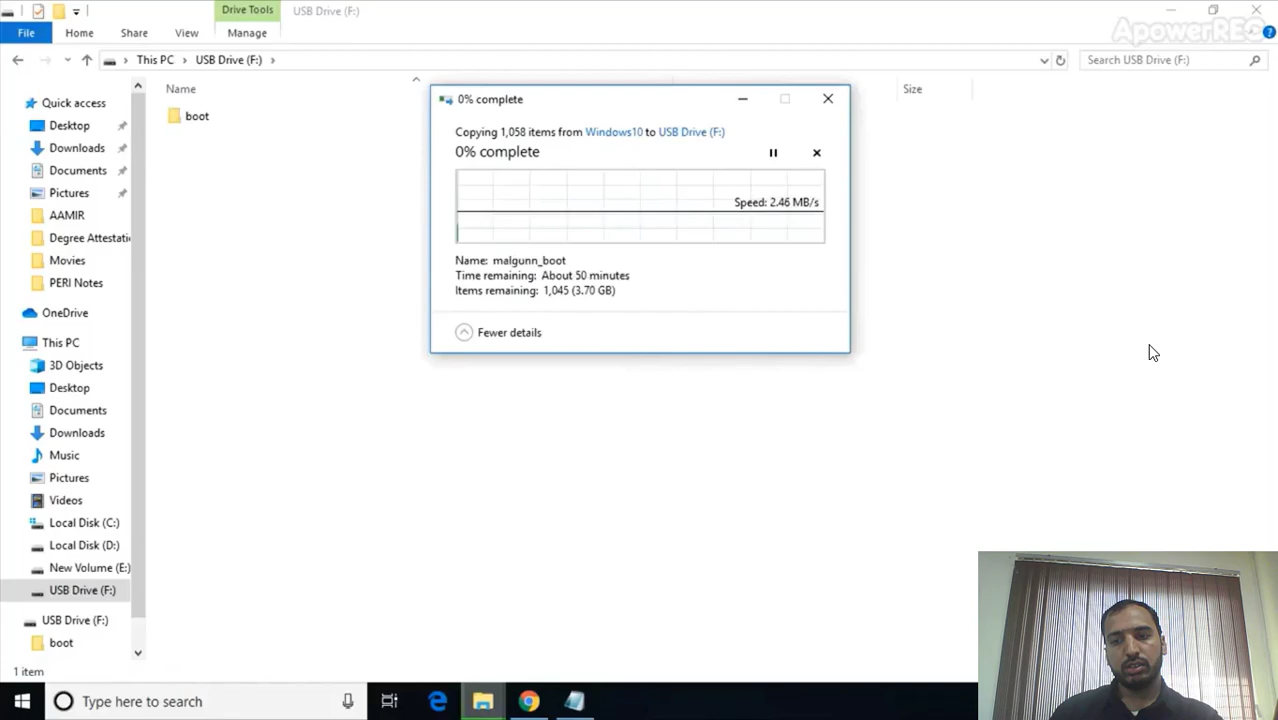 Drive Tools
USB Drive (F:)
ApowerREC
File
Home
Share
View
Manage
This PC
USB Drive (F:)
Search USB Drive (F:)
Name
Size
Quick access
Desktop
Downloads
Documents
Pictures
AAMIR
Degree Attestati
Movies
PERI Notes
OneDrive
This PC
3D Objects
Desktop
Documents
Downloads
Music
Pictures
Videos
Local Disk (C:)
Local Disk (D:)
New Volume (E:)
USB Drive (F:)
USB Drive (F:)
boot
boot
0% complete
Copying 1,058 items from Windows10 to USB Drive (F:)
0% complete
Speed: 2.46 MB/s
Name: malgunn_boot
Time remaining: About 50 minutes
Items remaining: 1,045 (3.70 GB)
Fewer details
1 item
Type here to search